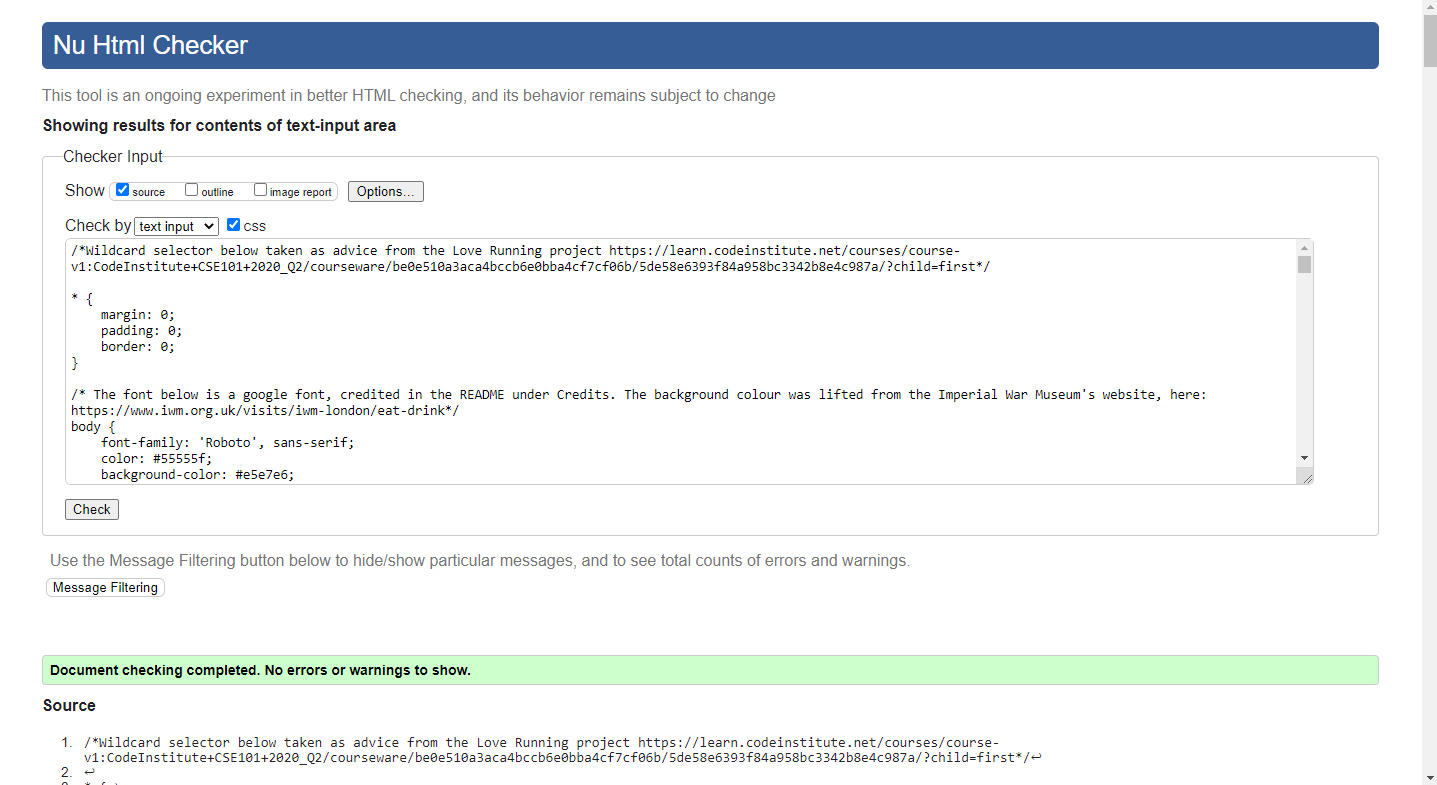 Nu Html Checker
This tool is an ongoing experiment in better HTML checking, and its behavior remains subject to change
Showing results for contents of text-input area
Checker Input
Show source outline image report Options...
Check by text input css
/*Wildcard selector below taken as advice from the Love Running project https://learn.codeinstitute.net/courses/course-
v1:CodeInstitute+CSE101+2020_Q2/courseware/be0e510a3aca4bccb6e0bba4cf7cf06b/5de58e6393f84a958bc3342b8e4c987a/?child=first*/
* {
    margin: 0;
    padding: 0;
    border: 0;
}
/* The font below is a google font, credited in the README under Credits. The background colour was lifted from the Imperial War Museum's website, here:
https://www.iwm.org.uk/visits/iwm-london/eat-drink*/
body {
    font-family: 'Roboto', sans-serif;
    color: #55555f;
    background-color: #e5e7e6;
Check
Use the Message Filtering button below to hide/show particular messages, and to see total counts of errors and warnings.
Message Filtering
Document checking completed. No errors or warnings to show.
Source
1. /*Wildcard selector below taken as advice from the Love Running project https://learn.codeinstitute.net/courses/course-
v1:CodeInstitute+CSE101+2020_Q2/courseware/be0e510a3aca4bccb6e0bba4cf7cf06b/5de58e6393f84a958bc3342b8e4c987a/?child=first*/↩
2. ↩